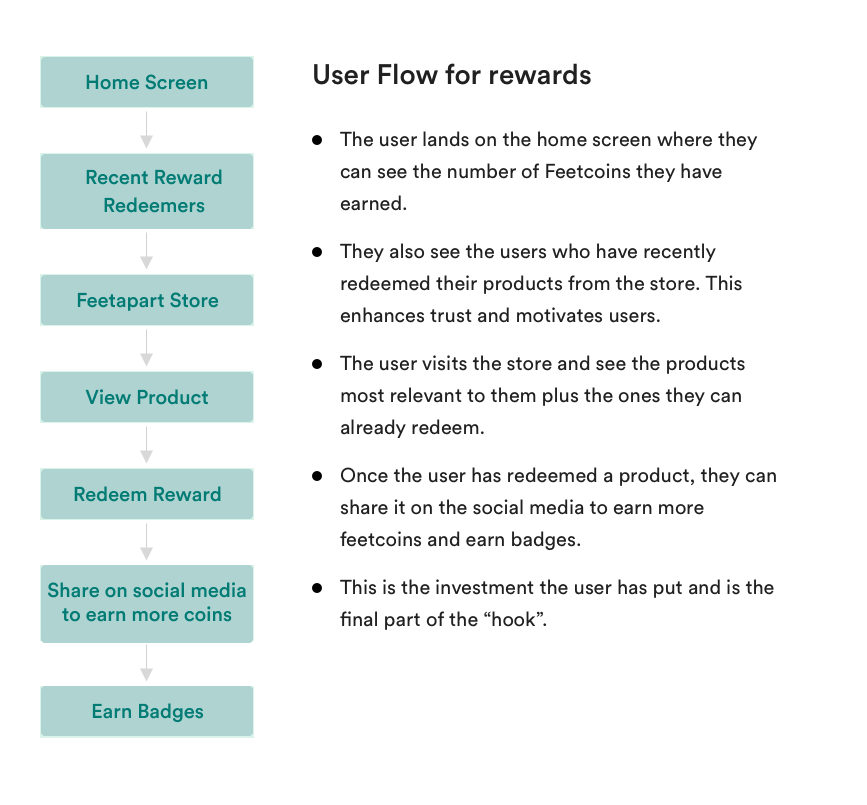 Home Screen
Recent Reward
Redeemers
Feetapart Store
View Product
Redeem Reward
Share on social media
to earn more coins
Earn Badges
User Flow for rewards
● The user lands on the home screen where they
can see the number of Feetcoins they have
earned.
● They also see the users who have recently
redeemed their products from the store. This
enhances trust and motivates users.
● The user visits the store and see the products
most relevant to them plus the ones they can
already redeem.
● Once the user has redeemed a product, they can
share it on the social media to earn more
feetcoins and earn badges.
● This is the investment the user has put and is the
final part of the “hook”.